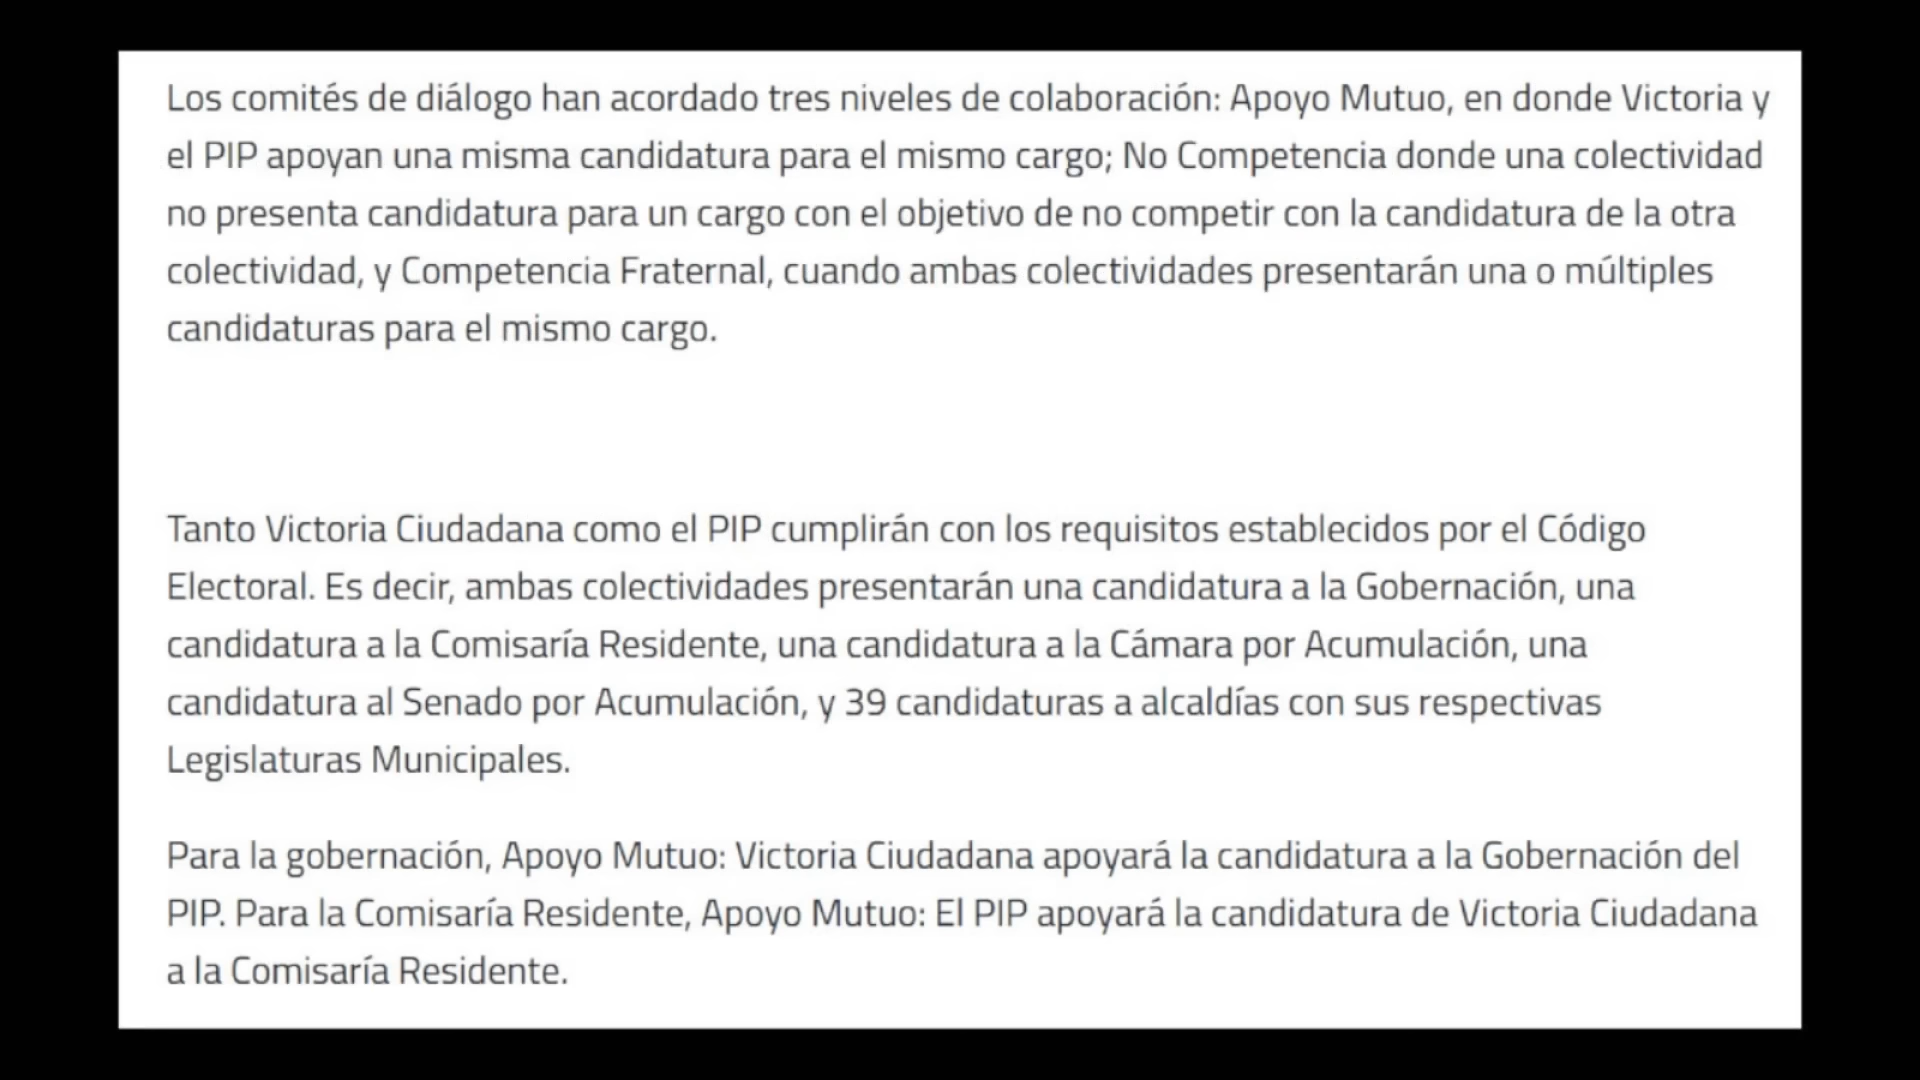 Los comités de diálogo han acordado tres niveles de colaboración: Apoyo Mutuo, en donde Victoria y
el PIP apoyan una misma candidatura para el mismo cargo; No Competencia donde una colectividad
no presenta candidatura para un cargo con el objetivo de no competir con la candidatura de la otra
colectividad, y Competencia Fraternal, cuando ambas colectividades presentarán una o múltiples
candidaturas para el mismo cargo.
Tanto Victoria Ciudadana como el PIP cumplirán con los requisitos establecidos por el Código
Electoral. Es decir, ambas colectividades presentarán una candidatura a la Gobernación, una
candidatura a la Comisaría Residente, una candidatura a la Cámara por Acumulación, una
candidatura al Senado por Acumulación, y 39 candidaturas a alcaldías con sus respectivas
Legislaturas Municipales.
Para la gobernación, Apoyo Mutuo: Victoria Ciudadana apoyará la candidatura a la Gobernación del
PIP. Para la Comisaría Residente, Apoyo Mutuo: El PIP apoyará la candidatura de Victoria Ciudadana
a la Comisaría Residente.